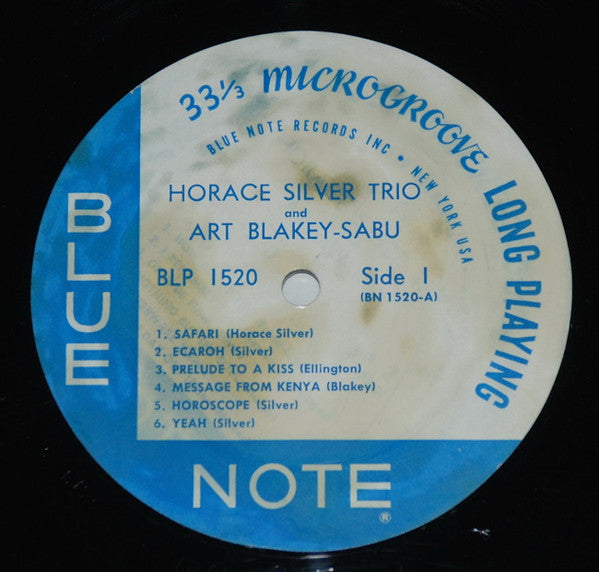 33⅓ MICROGROOVE LONG PLAYING
BLUE NOTE RECORDS INC • NEW YORK USA
HORACE SILVER TRIO
and
ART BLAKEY-SABU
BLP 1520 Side 1
(BN 1520-A)
1. SAFARI (Horace Silver)
2. ECAROH (Silver)
3. PRELUDE TO A KISS (Ellington)
4. MESSAGE FROM KENYA (Blakey)
5. HOROSCOPE (Silver)
6. YEAH (Silver)
BLUE
NOTE
®